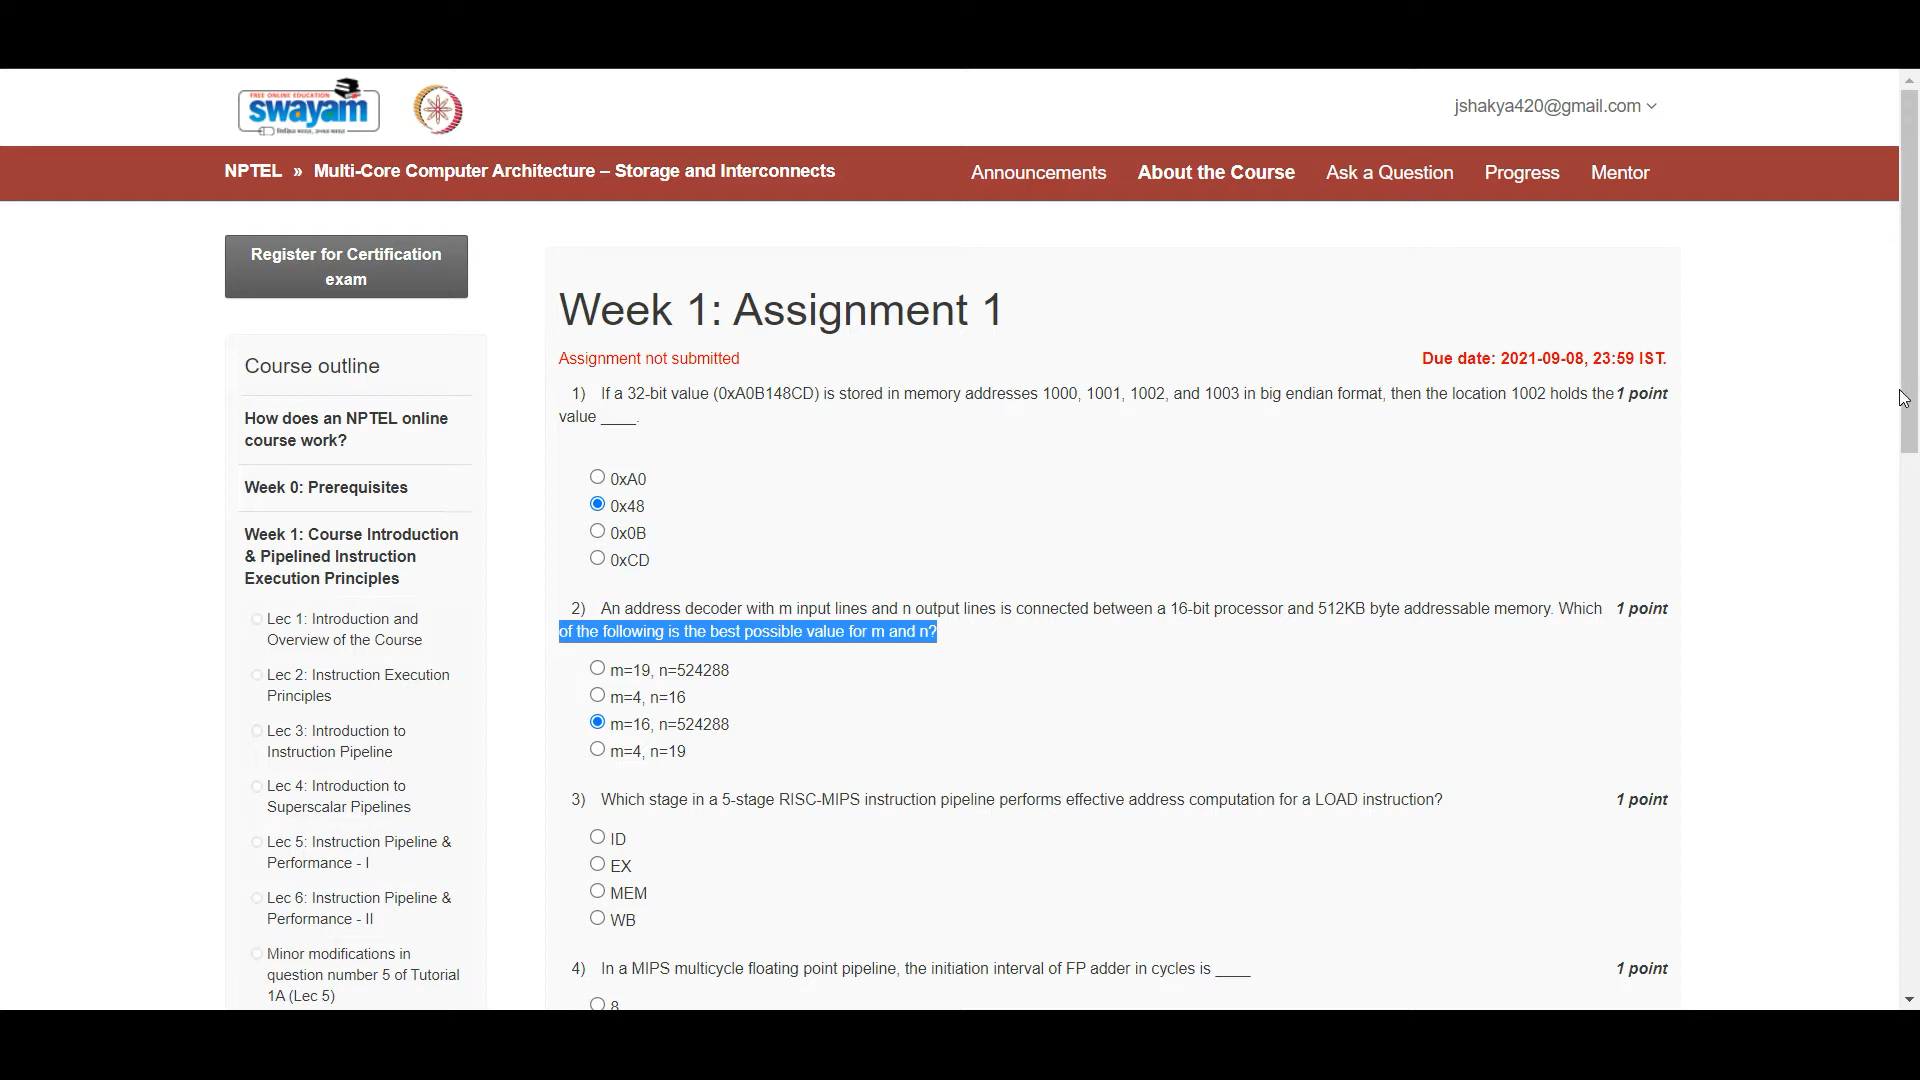 FREE ONLINE EDUCATION
swayam
jshakya420@gmail.com
NPTEL » Multi-Core Computer Architecture – Storage and Interconnects
Announcements
About the Course
Ask a Question
Progress
Mentor
Register for Certification
exam
Course outline
How does an NPTEL online
course work?
Week 0: Prerequisites
Week 1: Course Introduction
& Pipelined Instruction
Execution Principles
Lec 1: Introduction and
Overview of the Course
Lec 2: Instruction Execution
Principles
Lec 3: Introduction to
Instruction Pipeline
Lec 4: Introduction to
Superscalar Pipelines
Lec 5: Instruction Pipeline &
Performance - I
Lec 6: Instruction Pipeline &
Performance - II
Minor modifications in
question number 5 of Tutorial
1A (Lec 5)
Week 1: Assignment 1
Assignment not submitted
Due date: 2021-09-08, 23:59 IST.
1) If a 32-bit value (0xA0B148CD) is stored in memory addresses 1000, 1001, 1002, and 1003 in big endian format, then the location 1002 holds the 1 point
value ____.
0xA0
0x48
0x0B
0xCD
2) An address decoder with m input lines and n output lines is connected between a 16-bit processor and 512KB byte addressable memory. Which 1 point
of the following is the best possible value for m and n?
m=19, n=524288
m=4, n=16
m=16, n=524288
m=4, n=19
3) Which stage in a 5-stage RISC-MIPS instruction pipeline performs effective address computation for a LOAD instruction? 1 point
ID
EX
MEM
WB
4) In a MIPS multicycle floating point pipeline, the initiation interval of FP adder in cycles is ____ 1 point
8